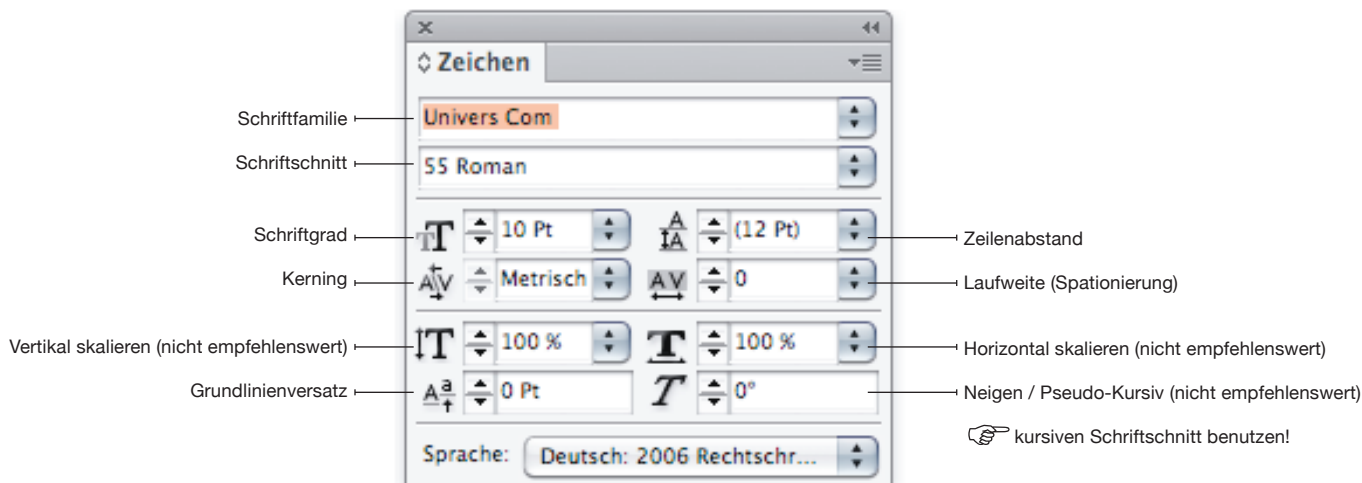 Zeichen
Schriftfamilie
Univers Com
Schriftschnitt
55 Roman
Schriftgrad
10 Pt
(12 Pt)
Zeilenabstand
Kerning
Metrisch
0
Laufweite (Spationierung)
Vertikal skalieren (nicht empfehlenswert)
100 %
100 %
Horizontal skalieren (nicht empfehlenswert)
Grundlinienversatz
0 Pt
0°
Neigen / Pseudo-Kursiv (nicht empfehlenswert)
kursiven Schriftschnitt benutzen!
Sprache: Deutsch: 2006 Rechtschr...